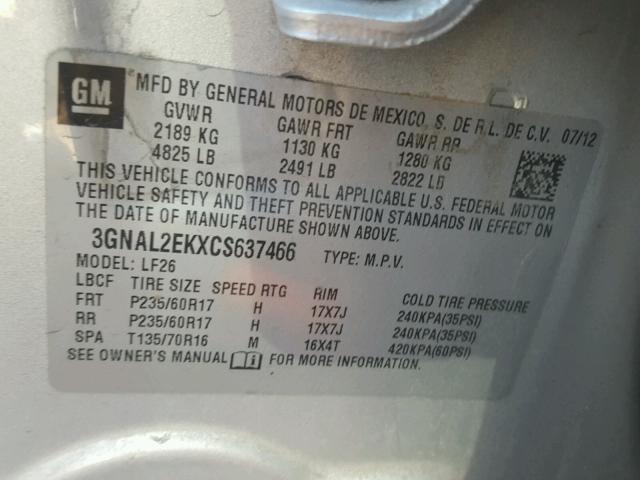 GM
MFD BY GENERAL MOTORS DE MEXICO, S. DE R.L. DE C.V. 07/12
GVWR GAWR FRT GAWR RR
2189 KG 1130 KG 1280 KG
4825 LB 2491 LB 2822 LB
THIS VEHICLE CONFORMS TO ALL APPLICABLE U.S. FEDERAL MOTOR
VEHICLE SAFETY AND THEFT PREVENTION STANDARDS IN EFFECT ON
THE DATE OF MANUFACTURE SHOWN ABOVE.
3GNAL2EKXCS637466 TYPE: M.P.V.
MODEL: LF26
LBCF TIRE SIZE SPEED RTG RIM COLD TIRE PRESSURE
FRT P235/60R17 H 17X7J 240KPA(35PSI)
RR P235/60R17 H 17X7J 240KPA(35PSI)
SPA T135/70R16 M 16X4T 420KPA(60PSI)
SEE OWNER'S MANUAL FOR MORE INFORMATION.